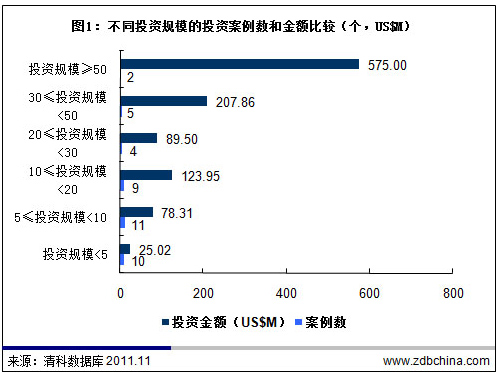 图1：不同投资规模的投资案例数和金额比较（个，US$M）
投资规模≥50
575.00
2
30≤投资规模
<50
207.86
5
20≤投资规模
<30
89.50
4
10≤投资规模
<20
123.95
9
5≤投资规模<10
78.31
11
投资规模<5
25.02
10
0 200 400 600 800
投资金额（US$M） 案例数
来源：清科数据库 2011.11 www.zdbchina.com